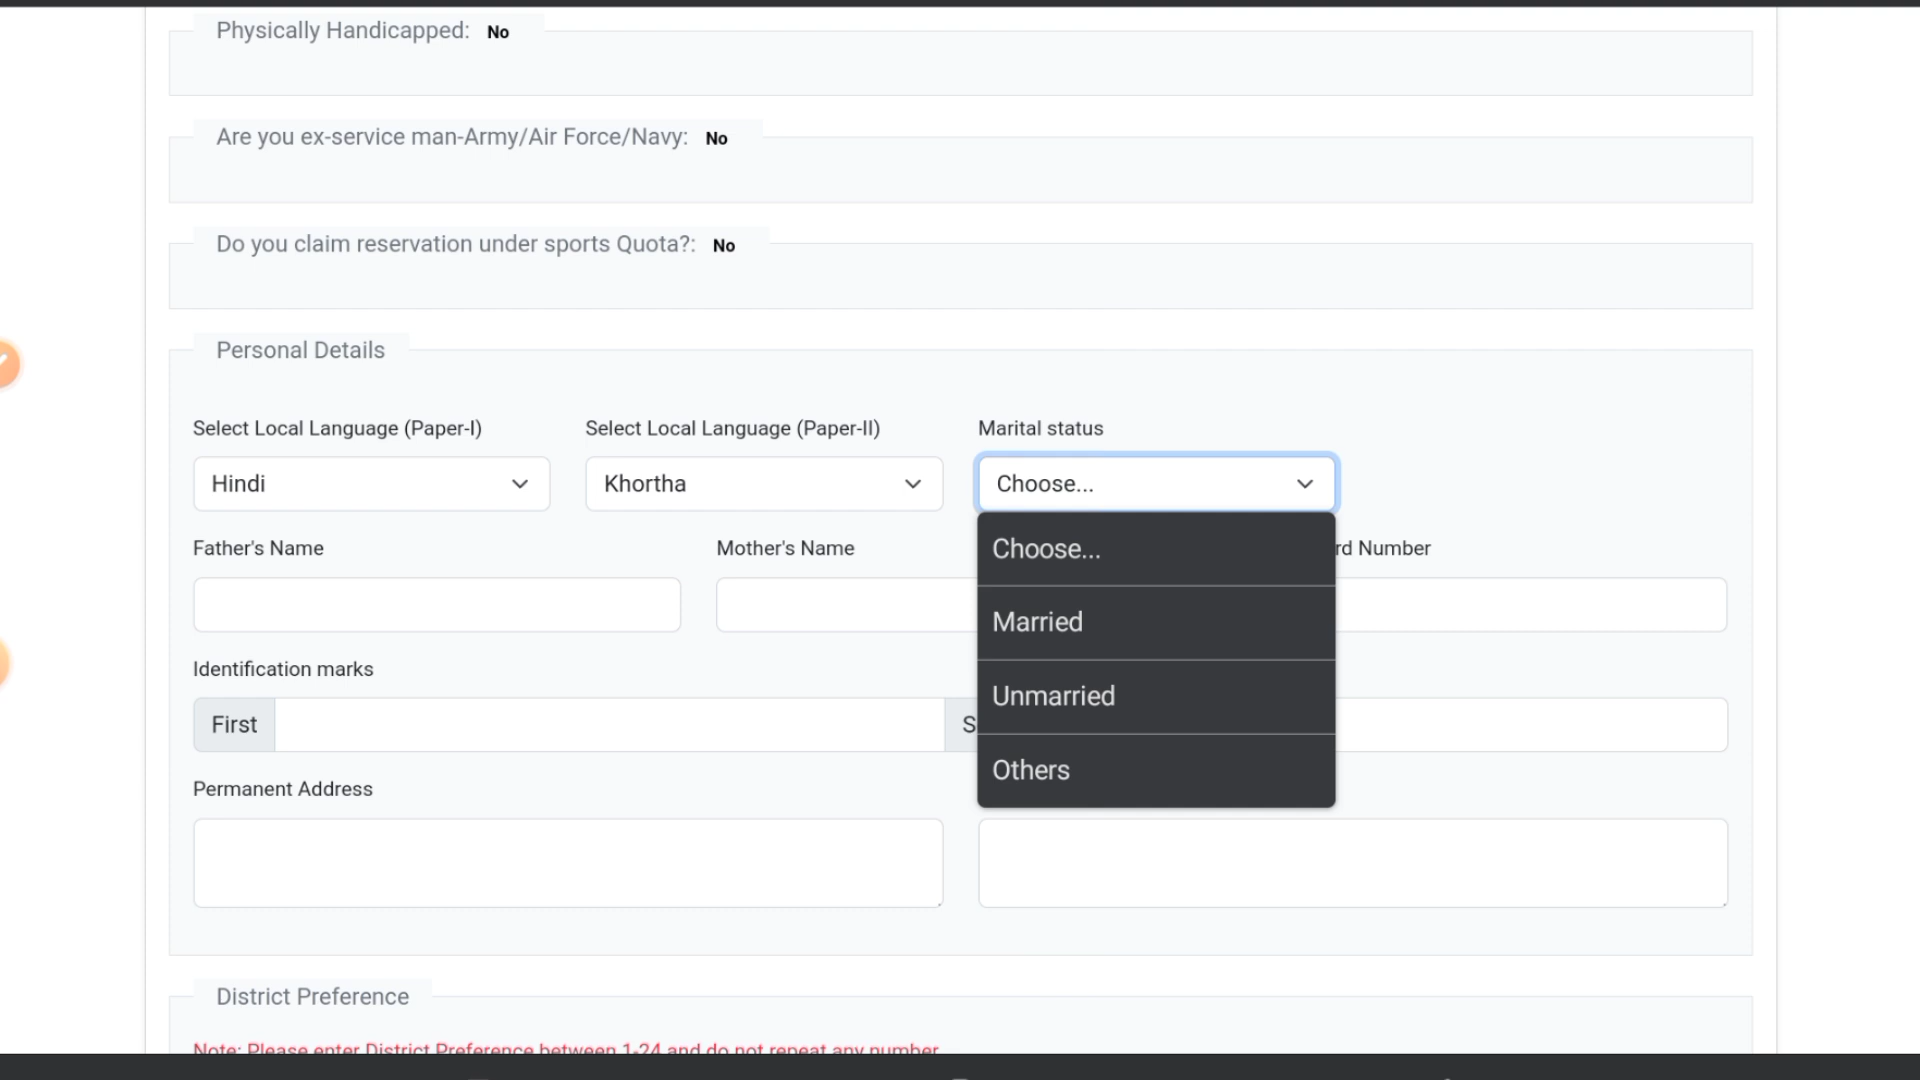 Physically Handicapped: No
Are you ex-service man-Army/Air Force/Navy: No
Do you claim reservation under sports Quota?: No
Personal Details
Select Local Language (Paper-I) Select Local Language (Paper-II) Marital status
Hindi Khortha Choose...
Choose...
Father's Name Mother's Name rd Number
Married
Unmarried
Identification marks
First S
Others
Permanent Address
District Preference
Note: Please enter District Preference between 1-24 and do not repeat any number